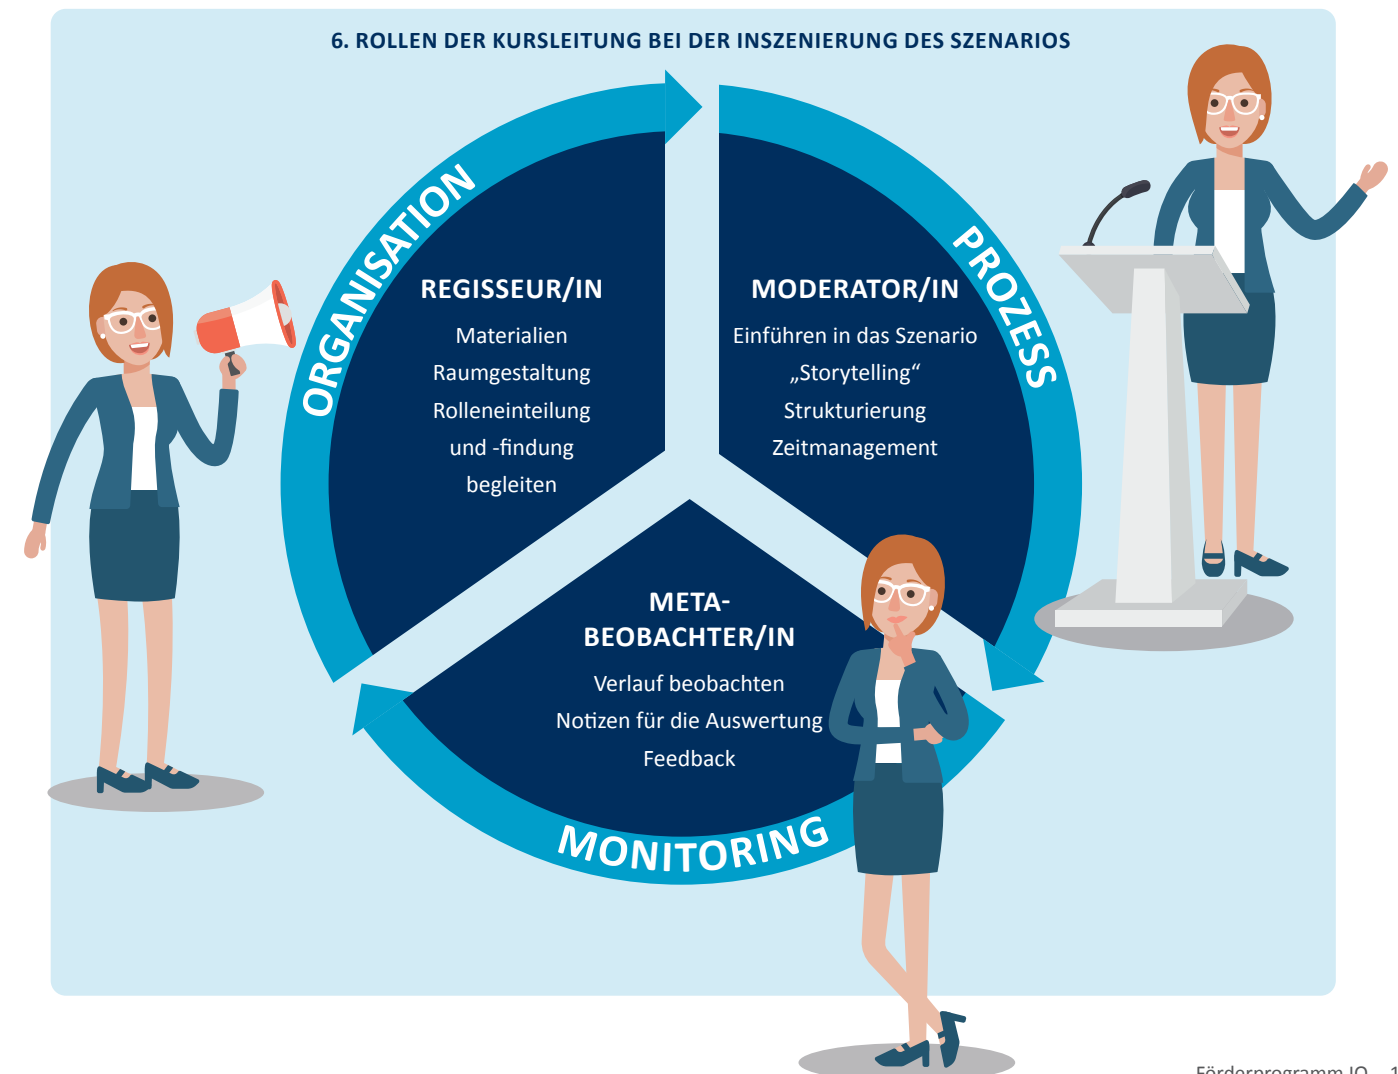 6. ROLLEN DER KURSLEITUNG BEI DER INSZENIERUNG DES SZENARIOS
ORGANISATION
REGISSEUR/IN
Materialien
Raumgestaltung
Rolleneinteilung
und -findung
begleiten
PROZESS
MODERATOR/IN
Einführen in das Szenario
„Storytelling“
Strukturierung
Zeitmanagement
META-
BEOBACHTER/IN
Verlauf beobachten
Notizen für die Auswertung
Feedback
MONITORING
Förderprogramm IQ